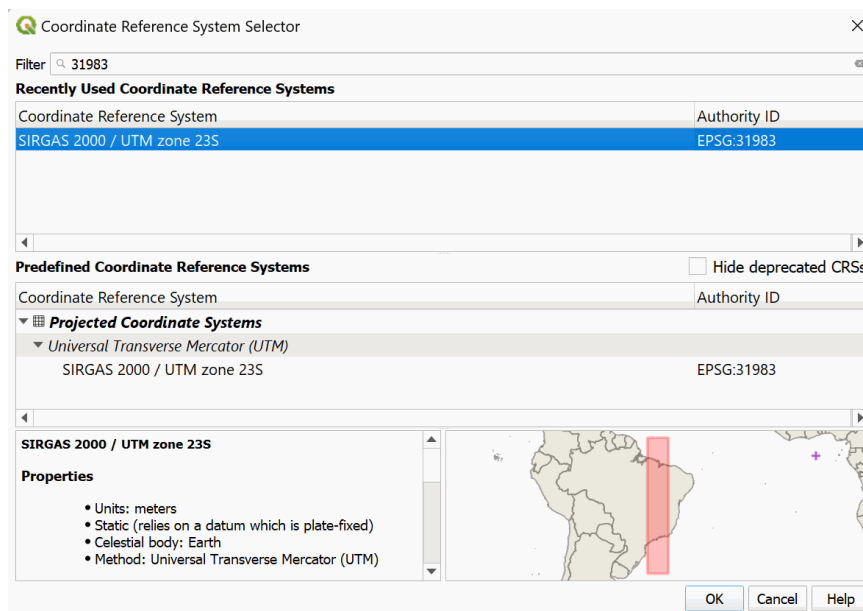 Coordinate Reference System Selector
Filter 31983
Recently Used Coordinate Reference Systems
Coordinate Reference System Authority ID
SIRGAS 2000 / UTM zone 23S EPSG:31983
Predefined Coordinate Reference Systems Hide deprecated CRSs
Coordinate Reference System Authority ID
Projected Coordinate Systems
Universal Transverse Mercator (UTM)
SIRGAS 2000 / UTM zone 23S EPSG:31983
SIRGAS 2000 / UTM zone 23S
Properties
• Units: meters
• Static (relies on a datum which is plate-fixed)
• Celestial body: Earth
• Method: Universal Transverse Mercator (UTM)
OK Cancel Help